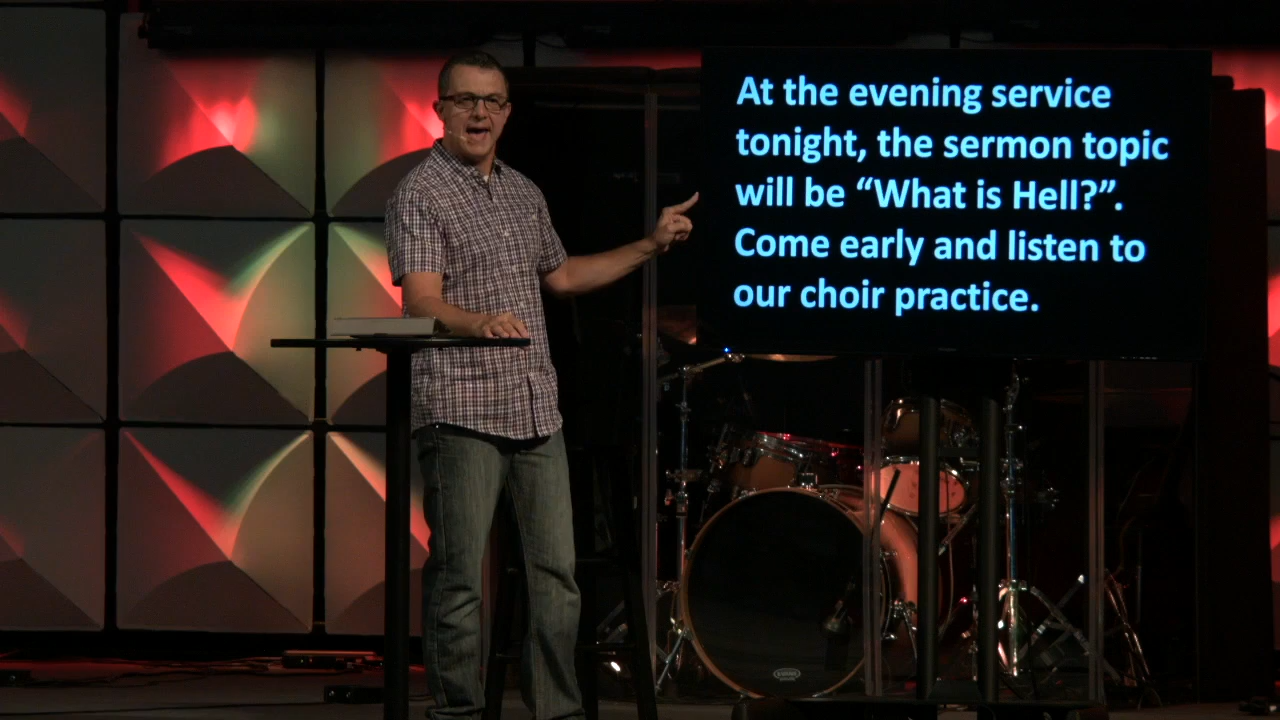 At the evening service
tonight, the sermon topic
will be “What is Hell?”.
Come early and listen to
our choir practice.